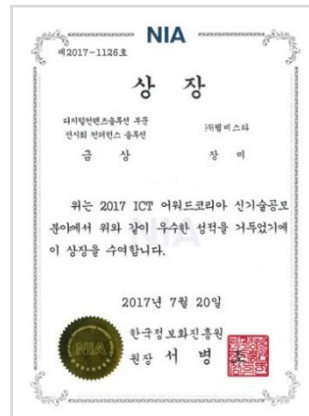 NIA
제2017-1126호
상 장
디지털컨텐츠솔루션 부문
전시회 컨퍼런스 솔루션
금 상
(주)웹비스타
장 미
위는 2017 ICT 어워드코리아 신기술공모
분야에서 위와 같이 우수한 성적을 거두었기에
이 상장을 수여합니다.
2017년 7월 20일
한국정보화진흥원
원장 서 병
NIA